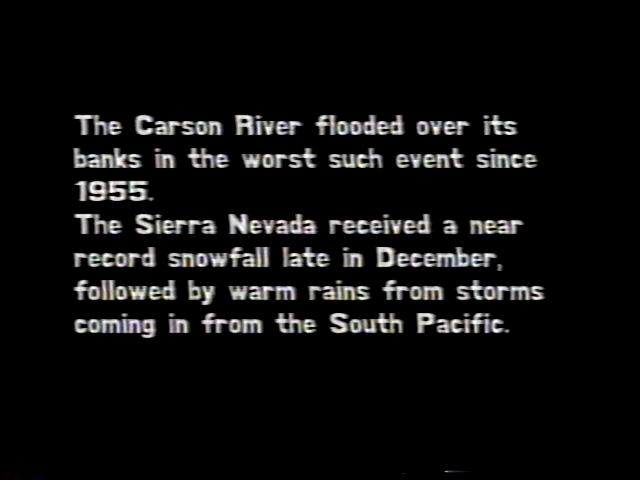 The Carson River flooded over its
banks in the worst such event since
1955.
The Sierra Nevada received a near
record snowfall late in December,
followed by warm rains from storms
coming in from the South Pacific.